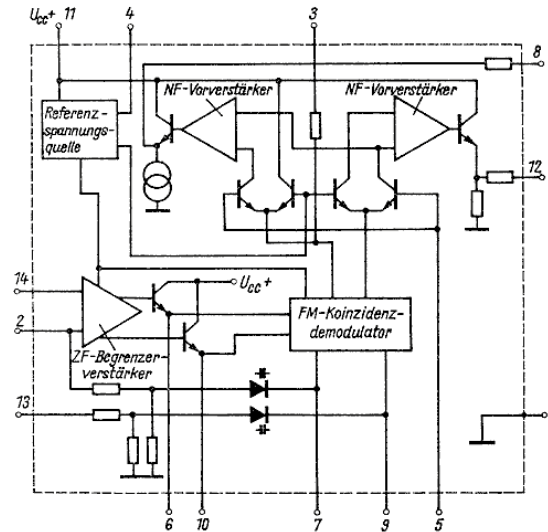 Ucc+ 11 4 3
8
NF-Vorverstärker NF-Vorverstärker
Referenz-
spannungs-
quelle
12
14
Ucc+
2
FM-Koinzidenz-
demodulator
ZF-Begrenzer-
verstärker
13
6 10 7 9 5